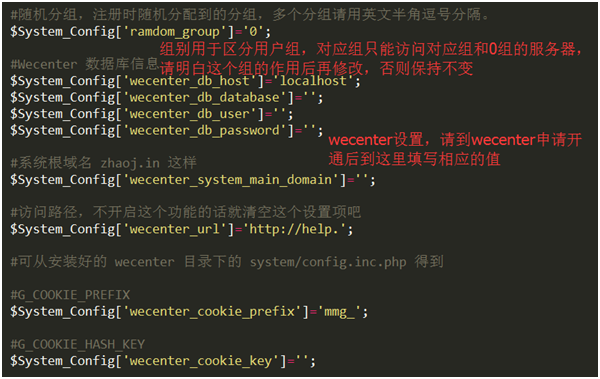 #随机分组，注册时随机分配到的分组，多个分组请用英文半角逗号分隔。
$System_Config['ramdom_group']='0';
组别用于区分用户组，对应组只能访问对应组和0组的服务器，
请明白这个组的作用后再修改，否则保持不变
#Wecenter 数据库信息
$System_Config['wecenter_db_host']='localhost';
$System_Config['wecenter_db_database']='';
$System_Config['wecenter_db_user']='';
$System_Config['wecenter_db_password']='';
wecenter设置，请到wecenter申请开
通后到这里填写相应的值
#系统根域名 zhaoj.in 这样
$System_Config['wecenter_system_main_domain']='';
#访问路径，不开启这个功能的话就清空这个设置项吧
$System_Config['wecenter_url']='http://help.';
#可从安装好的 wecenter 目录下的 system/config.inc.php 得到
#G_COOKIE_PREFIX
$System_Config['wecenter_cookie_prefix']='mmg_';
#G_COOKIE_HASH_KEY
$System_Config['wecenter_cookie_key']='';